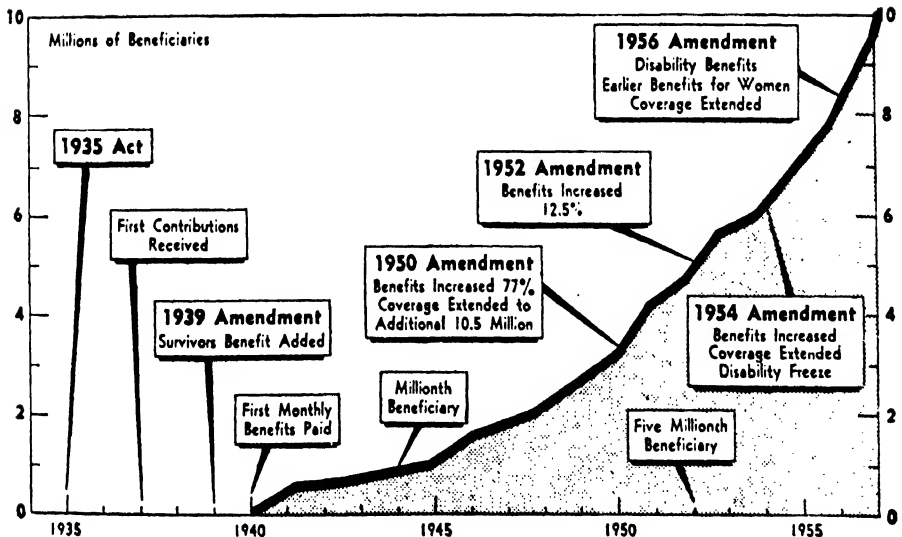 10
Millions of Beneficiaries
8
6
4
2
0
1935 Act
First Contributions
Received
1939 Amendment
Survivors Benefit Added
First Monthly
Benefits Paid
Millionth
Beneficiary
1950 Amendment
Benefits Increased 77%
Coverage Extended to
Additional 10.5 Million
1952 Amendment
Benefits Increased
12.5%
1956 Amendment
Disability Benefits
Earlier Benefits for Women
Coverage Extended
1954 Amendment
Benefits Increased
Coverage Extended
Disability Freeze
Five Millionth
Beneficiary
10
8
6
4
2
0
1935
1940
1945
1950
1955